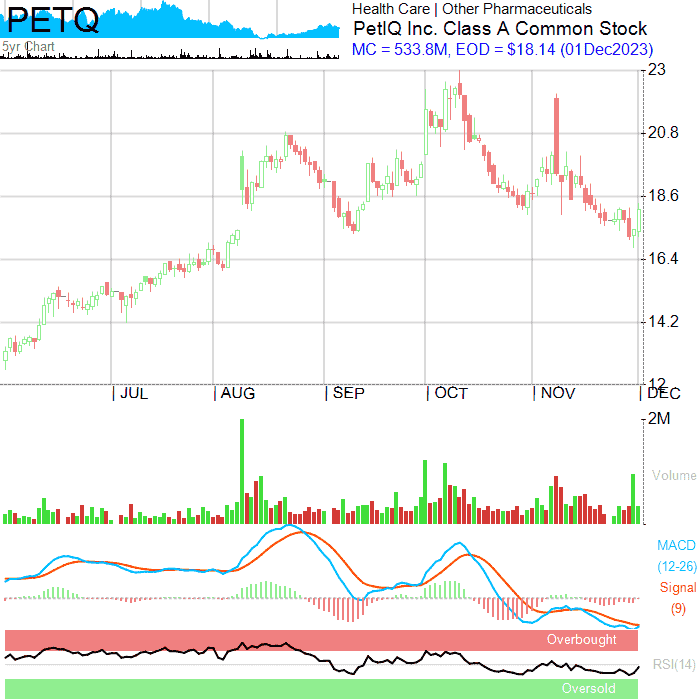 PETQ
5yr Chart
Health Care | Other Pharmaceuticals
PetIQ Inc. Class A Common Stock
MC = 533.8M, EOD = $18.14 (01Dec2023)
23
20.8
18.6
16.4
14.2
12
JUL
AUG
SEP
OCT
NOV
DEC
2M
Volume
MACD
(12-26)
Signal
(9)
Overbought
RSI(14)
Oversold